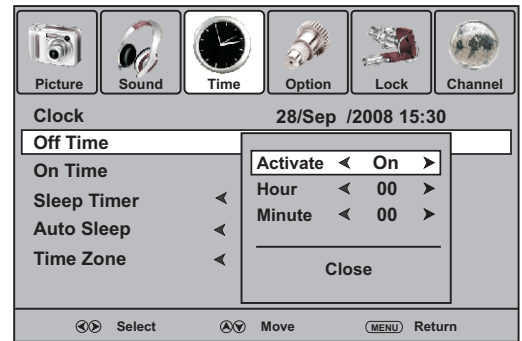 Picture Sound Time Option Lock Channel
Clock 28/Sep /2008 15:30
Off Time
On Time
Sleep Timer
Auto Sleep
Time Zone
Activate On
Hour 00
Minute 00
Close
Select Move MENU Return